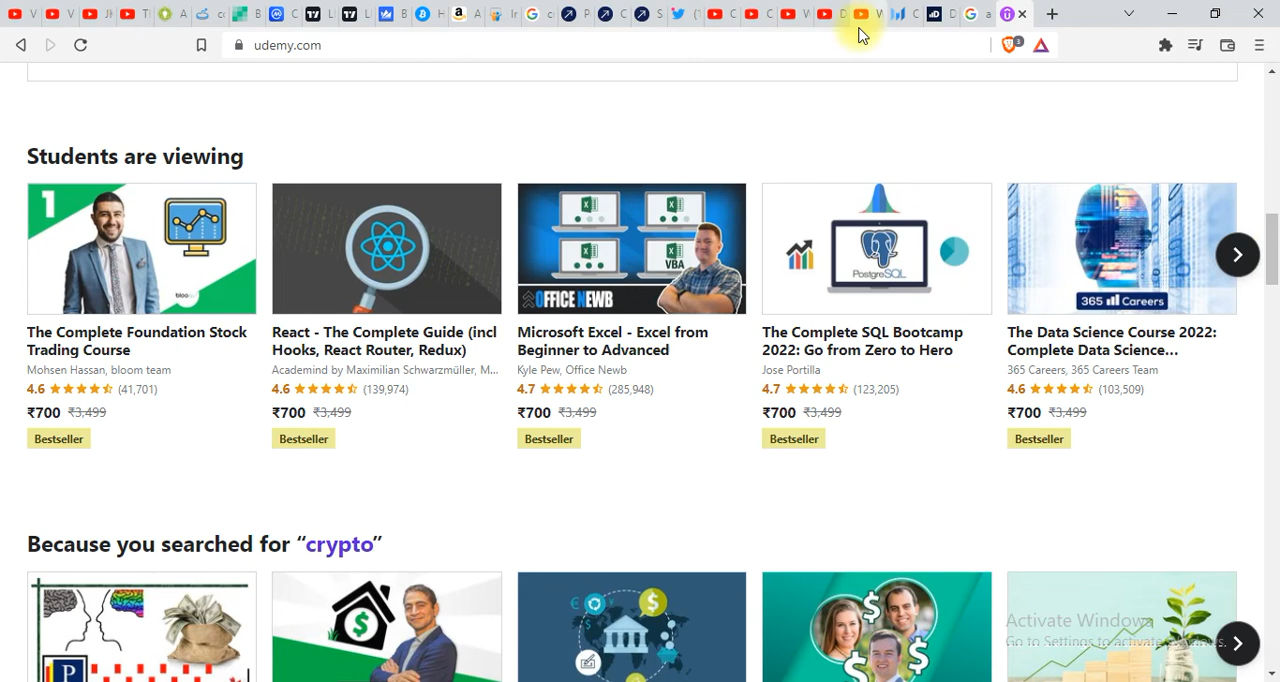 udemy.com
3
Students are viewing
1
bloom
X
X
X
X VBA
OFFICE NEWB
PostgreSQL
365 Careers
The Complete Foundation Stock
Trading Course
Mohsen Hassan, bloom team
4.6 (41,701)
₹700 ₹3,499
Bestseller
React - The Complete Guide (incl
Hooks, React Router, Redux)
Academind by Maximilian Schwarzmüller, M...
4.6 (139,974)
₹700 ₹3,499
Bestseller
Microsoft Excel - Excel from
Beginner to Advanced
Kyle Pew, Office Newb
4.7 (285,948)
₹700 ₹3,499
Bestseller
The Complete SQL Bootcamp
2022: Go from Zero to Hero
Jose Portilla
4.7 (123,205)
₹700 ₹3,499
Bestseller
The Data Science Course 2022:
Complete Data Science...
365 Careers, 365 Careers Team
4.6 (103,509)
₹700 ₹3,499
Bestseller
Because you searched for “crypto”
P
Activate Windows
Go to Settings to activate Windows.